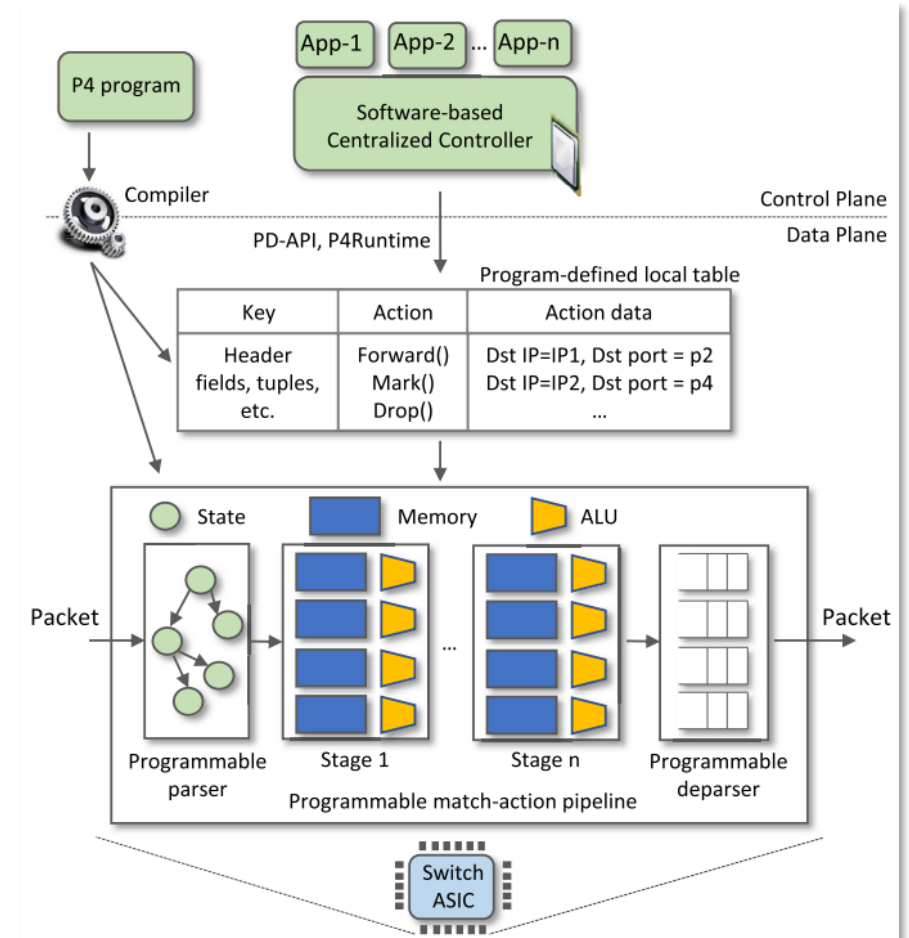 App-1 App-2 ... App-n
P4 program
Software-based
Centralized Controller
Compiler
Control Plane
PD-API, P4Runtime
Data Plane
Program-defined local table
Key Action Action data
Header Forward() Dst IP=IP1, Dst port = p2
fields, tuples, Mark() Dst IP=IP2, Dst port = p4
etc. Drop() ...
State Memory ALU
Packet ... Packet
Programmable Stage 1 Stage n Programmable
parser deparser
Programmable match-action pipeline
Switch
ASIC